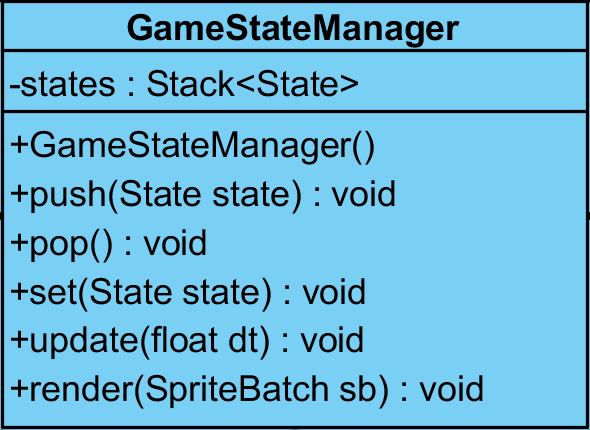 GameStateManager
-states : Stack<State>
+GameStateManager()
+push(State state) : void
+pop() : void
+set(State state) : void
+update(float dt) : void
+render(SpriteBatch sb) : void